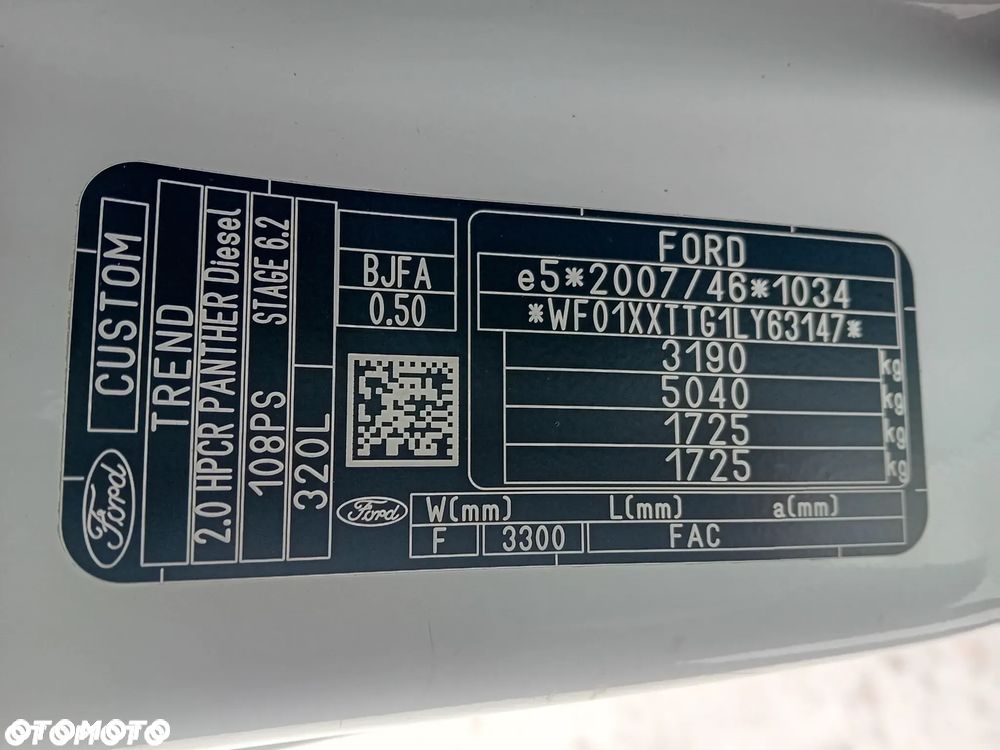 Ford
CUSTOM
TREND
2.0 HPCR PANTHER Diesel
108PS STAGE 6.2
320L
BJFA
0.50
FORD
e5*2007/46*1034
*WF01XXTTG1LY63147*
3190 kg
5040 kg
1725 kg
1725 kg
Ford
W(mm) L(mm) a(mm)
F 3300 FAC
OTOMOTO